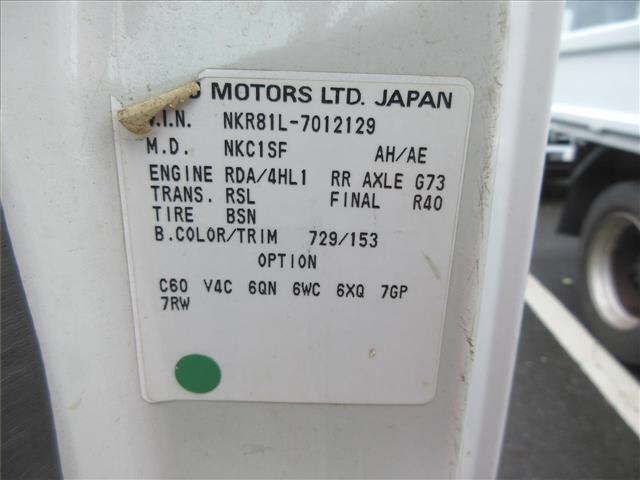 MOTORS LTD. JAPAN
V.I.N. NKR81L-7012129
M.D. NKC1SF AH/AE
ENGINE RDA/4HL1 RR AXLE G73
TRANS. RSL FINAL R40
TIRE BSN
B.COLOR/TRIM 729/153
OPTION
C60 V4C 6QN 6WC 6XQ 7GP
7RW